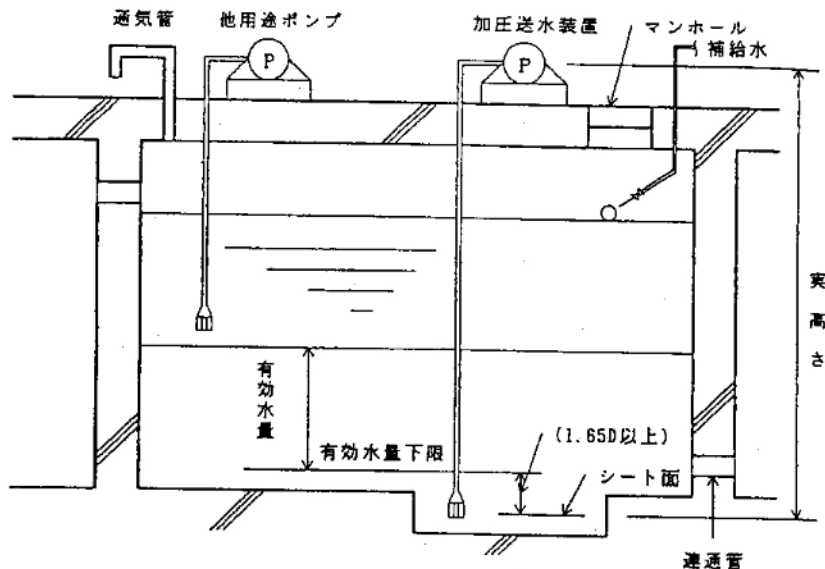 通気管
他用途ポンプ
加圧送水装置
マンホール
補給水
P
P
実高さ
有効水量
有効水量下限
(1.65D以上)
シート面
連通管